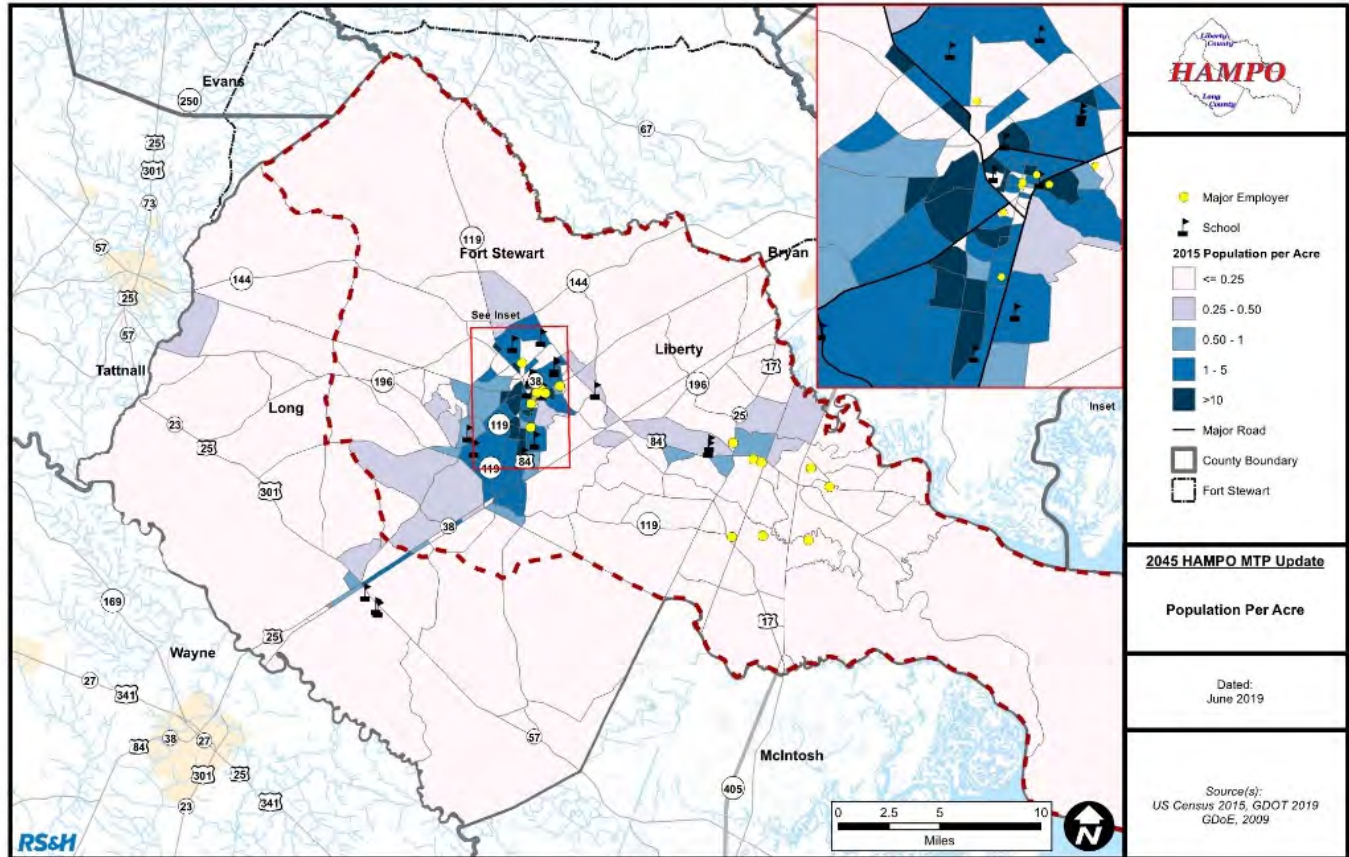 Evans
250
25
301
73
67
57
119
Fort Stewart
Bryan
144
144
25
57
See Inset
Liberty
17
Tattnall
38
196
196
Long
25
Inset
23
119
84
25
84
119
301
38
119
169
25
17
Wayne
27
341
57
84
38
27
McIntosh
301
25
341
23
405
0 2.5 5 10
Miles
N
RS&H
Liberty
County
HAMPO
Long
County
Major Employer
School
2015 Population per Acre
<= 0.25
0.25 - 0.50
0.50 - 1
1 - 5
>10
Major Road
County Boundary
Fort Stewart
2045 HAMPO MTP Update
Population Per Acre
Dated:
June 2019
Source(s):
US Census 2015, GDOT 2019
GDoE, 2009